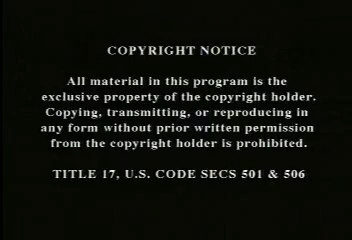 COPYRIGHT NOTICE
All material in this program is the
exclusive property of the copyright holder.
Copying, transmitting, or reproducing in
any form without prior written permission
from the copyright holder is prohibited.
TITLE 17, U.S. CODE SECS 501 & 506